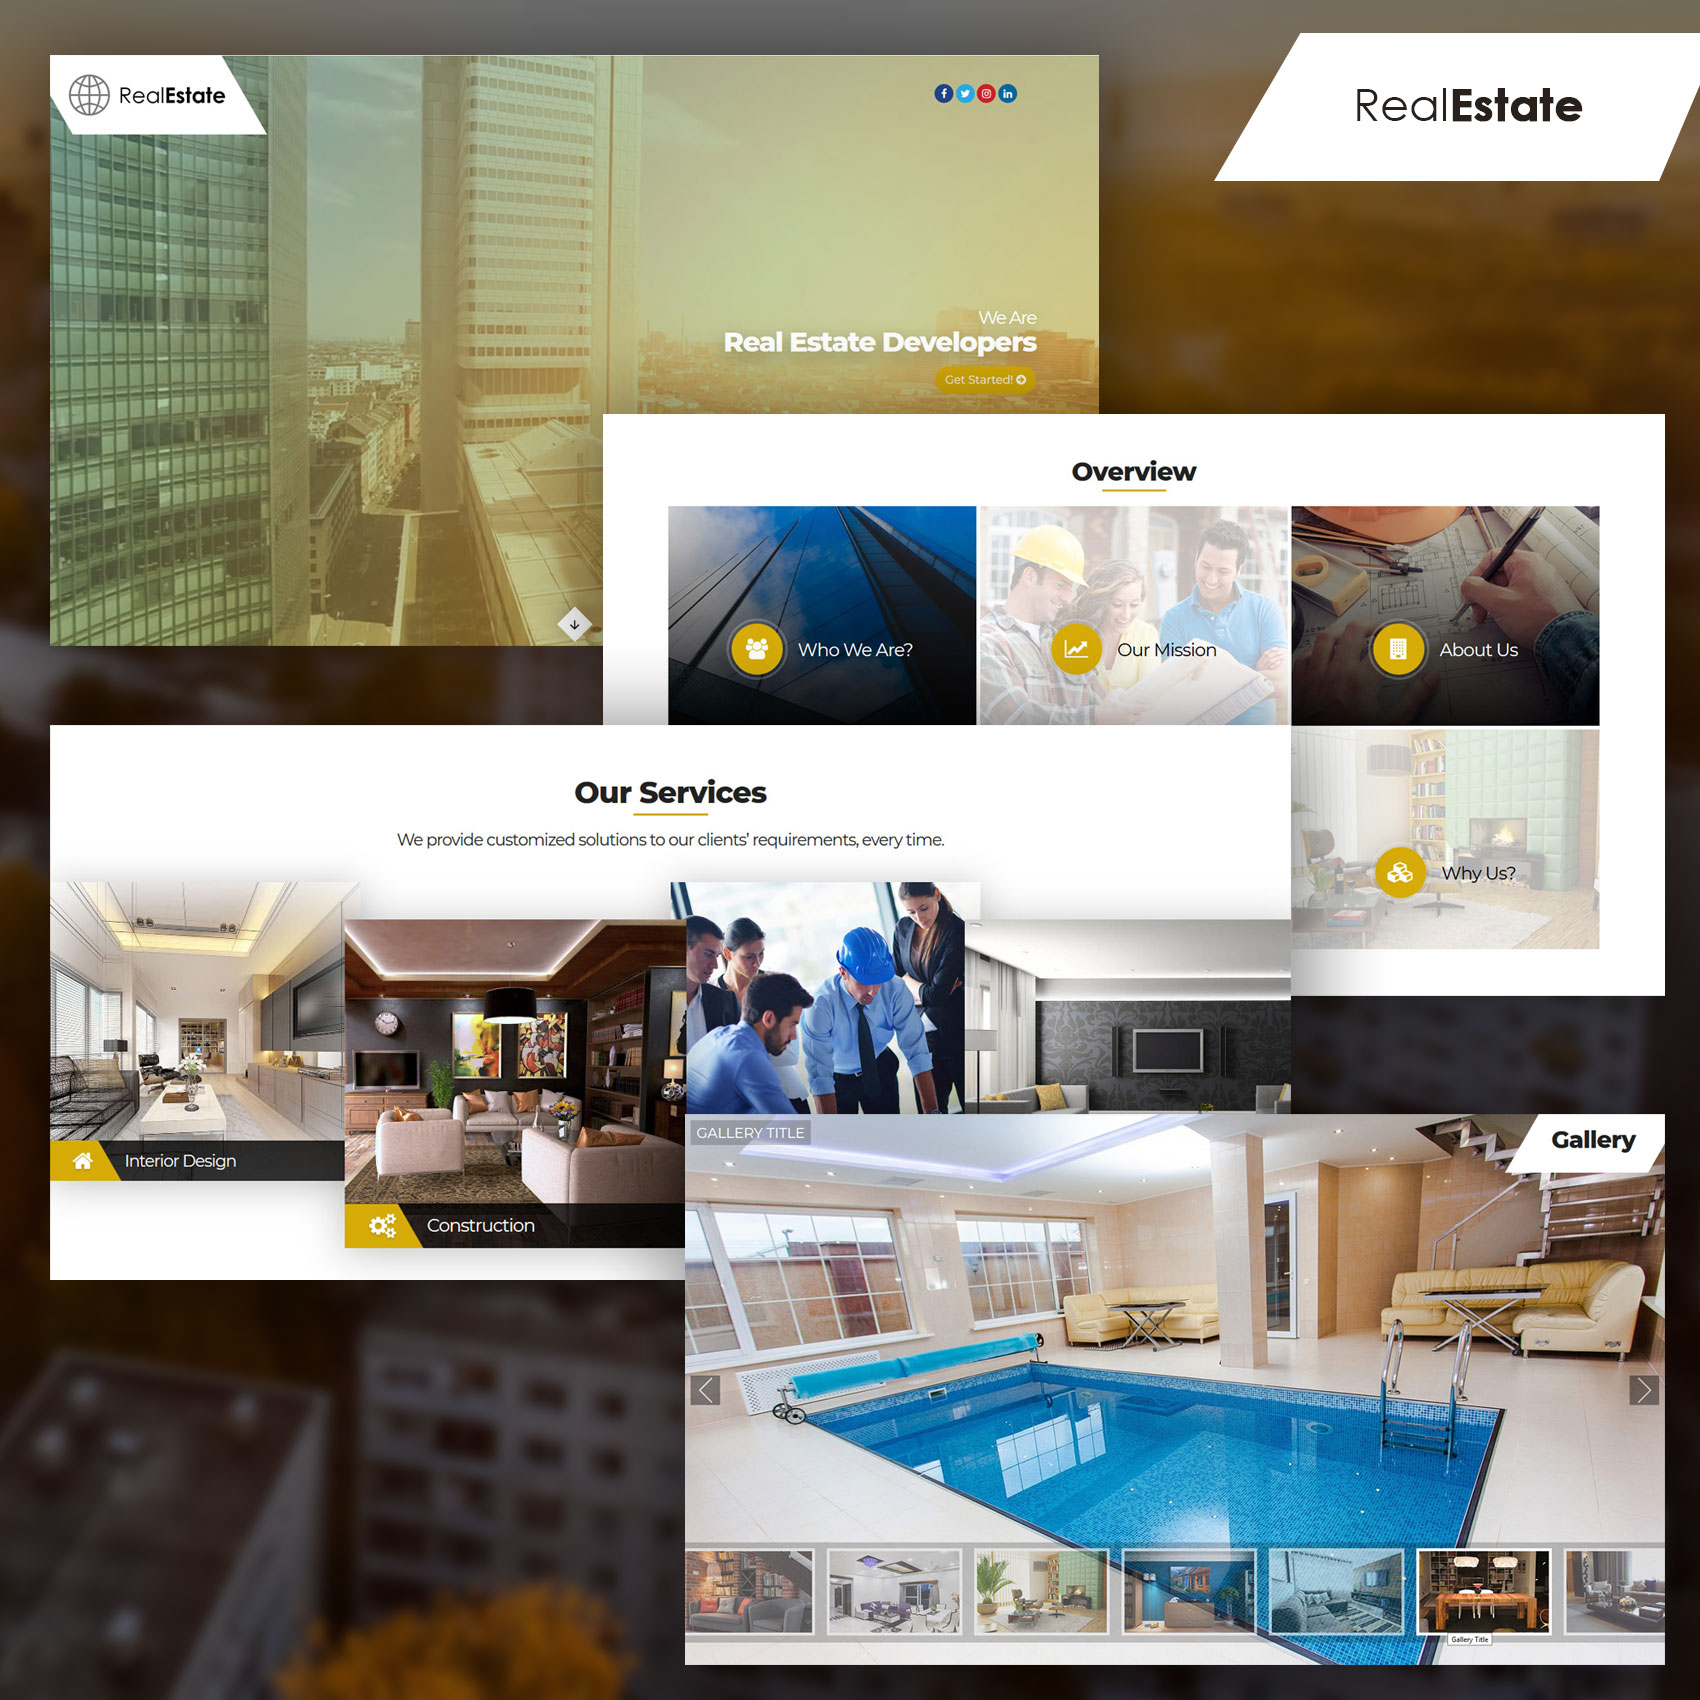 RealEstate
RealEstate
We Are
Real Estate Developers
Get Started!
Overview
Who We Are?
Our Mission
About Us
Why Us?
Our Services
We provide customized solutions to our clients’ requirements, every time.
Interior Design
Construction
GALLERY TITLE
Gallery
Gallery Title